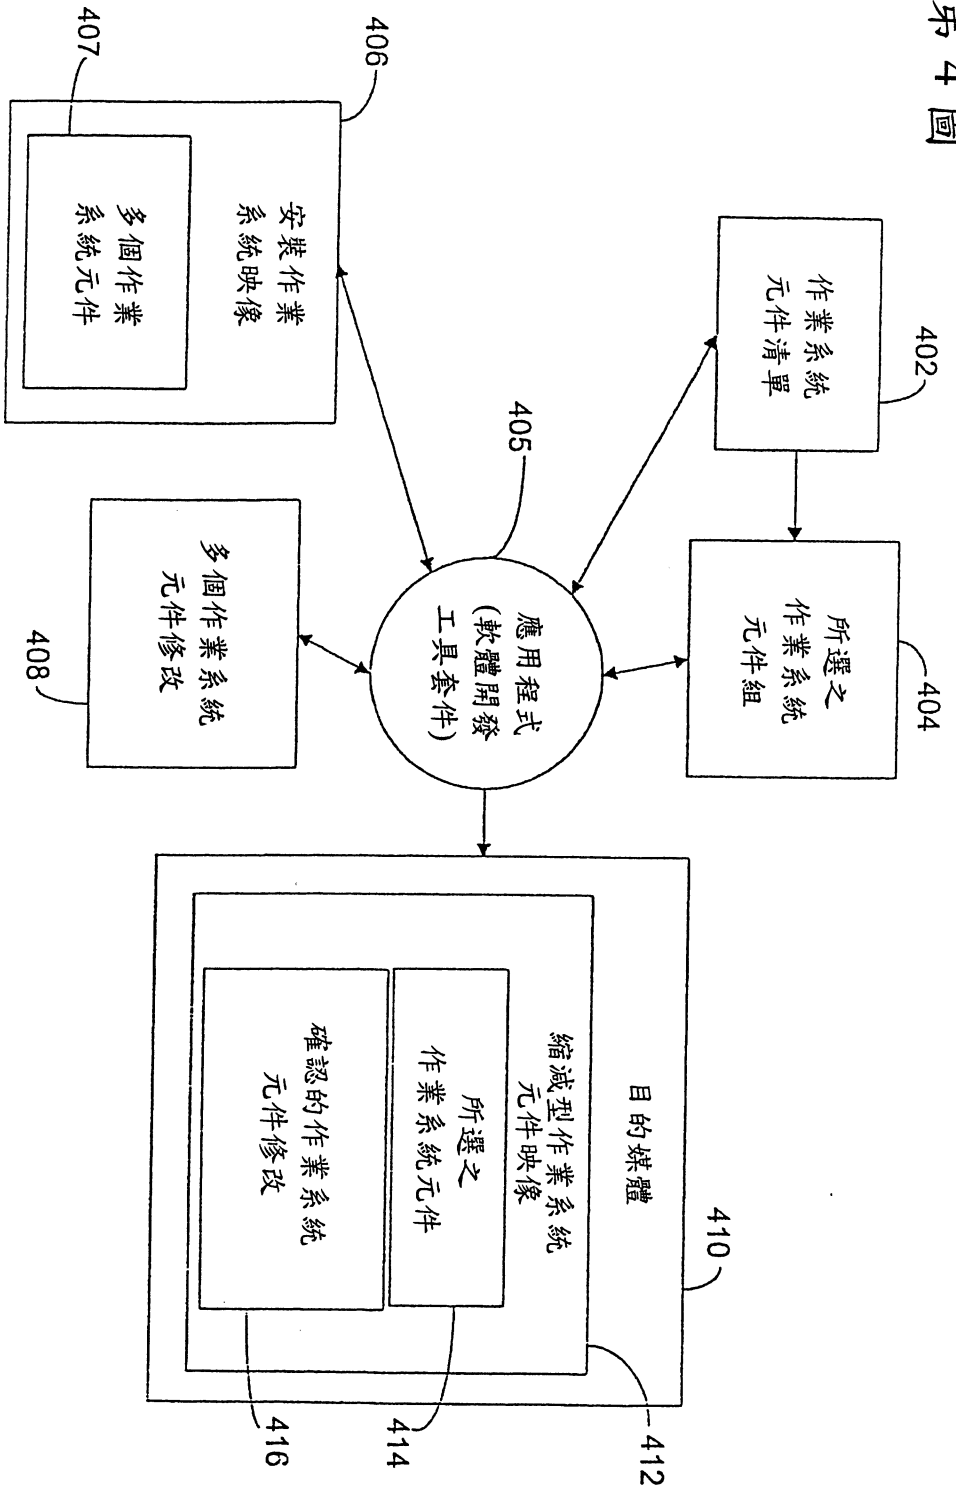 第 4 圖
402
作業系統
元件清單
404
所選之
作業系統
元件組
405
應用程式
(軟體開發
工具套件)
406
安裝作業
系統映像
407
多個作業
系統元件
408
多個作業系統
元件修改
410
目的媒體
412
縮減型作業系統
元件映像
414
所選之
作業系統元件
416
確認的作業系統
元件修改